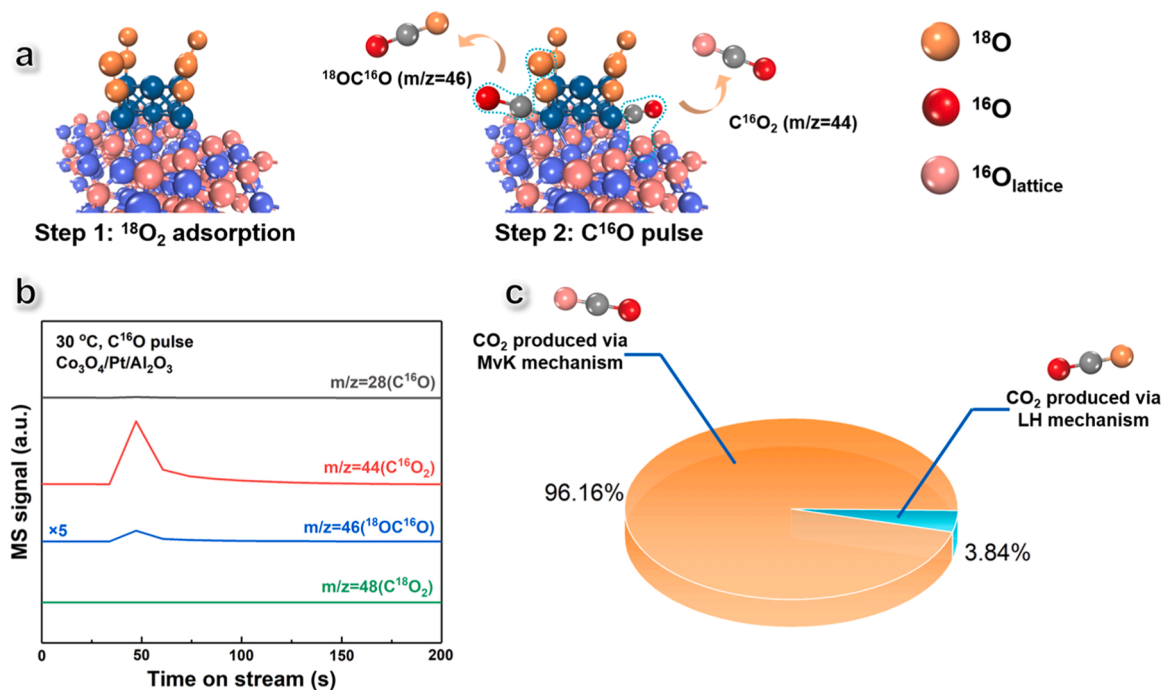 a
¹⁸OC¹⁶O (m/z=46)
C¹⁶O₂ (m/z=44)
¹⁸O
¹⁶O
¹⁶O_lattice
Step 1: ¹⁸O₂ adsorption
Step 2: C¹⁶O pulse
b
30 °C, C¹⁶O pulse
Co₃O₄/Pt/Al₂O₃
m/z=28(C¹⁶O)
m/z=44(C¹⁶O₂)
×5
m/z=46(¹⁸OC¹⁶O)
m/z=48(C¹⁸O₂)
MS signal (a.u.)
0
50
100
150
200
Time on stream (s)
c
CO₂ produced via
MvK mechanism
CO₂ produced via
LH mechanism
96.16%
3.84%